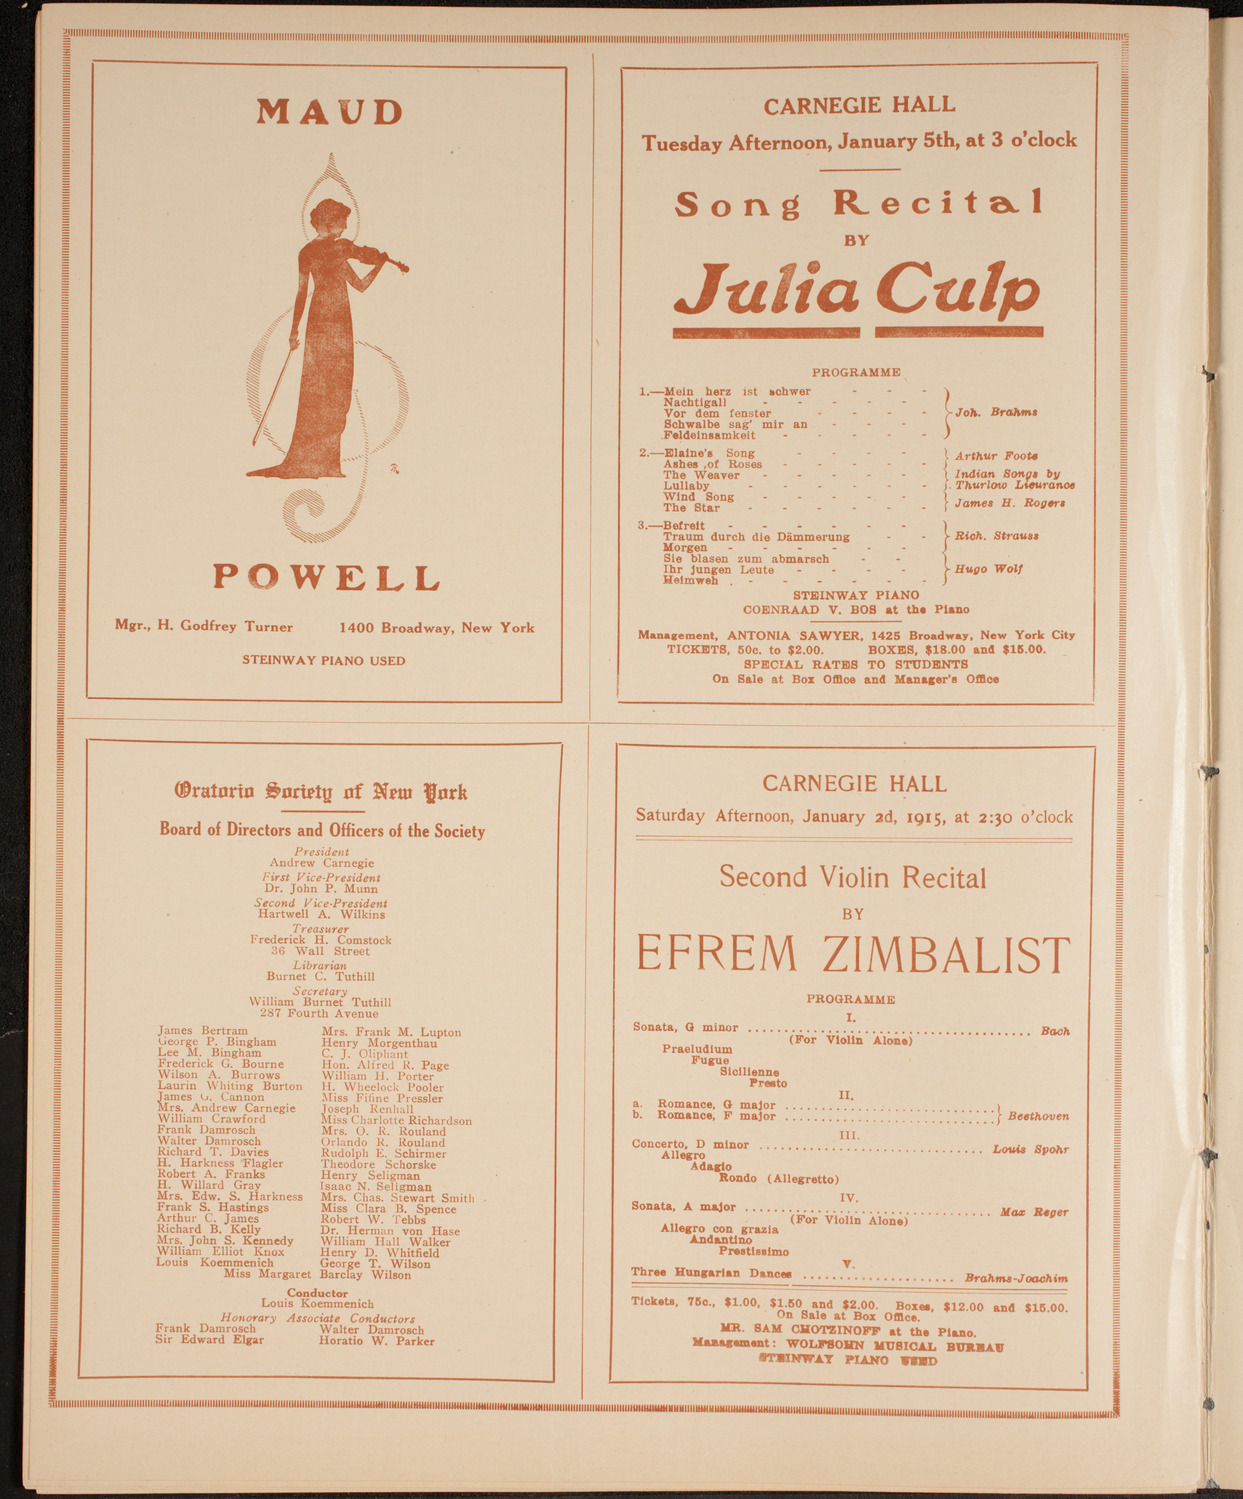 MAUD
POWELL
Mgr., H. Godfrey Turner 1400 Broadway, New York
STEINWAY PIANO USED
CARNEGIE HALL
Tuesday Afternoon, January 5th, at 3 o'clock
Song Recital
BY
Julia Culp
PROGRAMME
1.—Mein herz ist schwer - - -
Nachtigall - - - - -
Vor dem fenster - - - - Joh. Brahms
Schwalbe sag' mir an - - -
Feldeinsamkeit - - - - -
2.—Elaine's Song - - - - - Arthur Foote
Ashes of Roses - - - - -
The Weaver - - - - - Indian Songs by
Lullaby - - - - - - Thurlow Lieurance
Wind Song - - - - - James H. Rogers
The Star - - - - - -
3.—Befreit - - - - - -
Traum durch die Dämmerung - - Rich. Strauss
Morgen - - - - - -
Sie blasen zum abmarsch - -
Ihr jungen Leute - - - - Hugo Wolf
Heimweh - - - - - -
STEINWAY PIANO
COENRAAD V. BOS at the Piano
Management, ANTONIA SAWYER, 1425 Broadway, New York City
TICKETS, 50c. to $2.00. BOXES, $18.00 and $15.00.
SPECIAL RATES TO STUDENTS
On Sale at Box Office and Manager's Office
Oratorio Society of New York
Board of Directors and Officers of the Society
President
Andrew Carnegie
First Vice-President
Dr. John P. Munn
Second Vice-President
Hartwell A. Wilkins
Treasurer
Frederick H. Comstock
36 Wall Street
Librarian
Burnet C. Tuthill
Secretary
William Burnet Tuthill
287 Fourth Avenue
James Bertram
George P. Bingham
Lee M. Bingham
Frederick G. Bourne
Wilson A. Burrows
Laurin Whiting Burton
James G. Cannon
Mrs. Andrew Carnegie
William Crawford
Frank Damrosch
Walter Damrosch
Richard T. Davies
H. Harkness Flagler
Robert A. Franks
H. Willard Gray
Mrs. Edw. S. Harkness
Frank S. Hastings
Arthur C. James
Richard B. Kelly
Mrs. John S. Kennedy
William Elliot Knox
Louis Koemmenich
Mrs. Frank M. Lupton
Henry Morgenthau
C. J. Oliphant
Hon. Alfred R. Page
William H. Porter
H. Wheelock Pooler
Miss Fifine Pressler
Joseph Renhall
Miss Charlotte Richardson
Mrs. O. R. Rouland
Orlando R. Rouland
Rudolph E. Schirmer
Theodore Schorske
Henry Seligman
Isaac N. Seligman
Mrs. Chas. Stewart Smith
Miss Clara B. Spence
Robert W. Tebbs
Dr. Herman von Hase
William Hall Walker
Henry D. Whitfield
George T. Wilson
Miss Margaret Barclay Wilson
Conductor
Louis Koemmenich
Honorary Associate Conductors
Frank Damrosch Walter Damrosch
Sir Edward Elgar Horatio W. Parker
CARNEGIE HALL
Saturday Afternoon, January 2d, 1915, at 2:30 o'clock
Second Violin Recital
BY
EFREM ZIMBALIST
PROGRAMME
I.
Sonata, G minor ........ Bach
(For Violin Alone)
Praeludium
Fugue
Sicilienne
Presto
II.
a. Romance, G major ........
b. Romance, F major ........ Beethoven
III.
Concerto, D minor ........ Louis Spohr
Allegro
Adagio
Rondo (Allegretto)
IV.
Sonata, A major ........ Max Reger
(For Violin Alone)
Allegro con grazia
Andantino
Prestissimo
V.
Three Hungarian Dances ........ Brahms-Joachim
Tickets, 75c., $1.00, $1.50 and $2.00. Boxes, $12.00 and $15.00.
On Sale at Box Office.
MR. SAM CHOTZINOFF at the Piano.
Management: WOLFSOHN MUSICAL BUREAU
STEINWAY PIANO USED